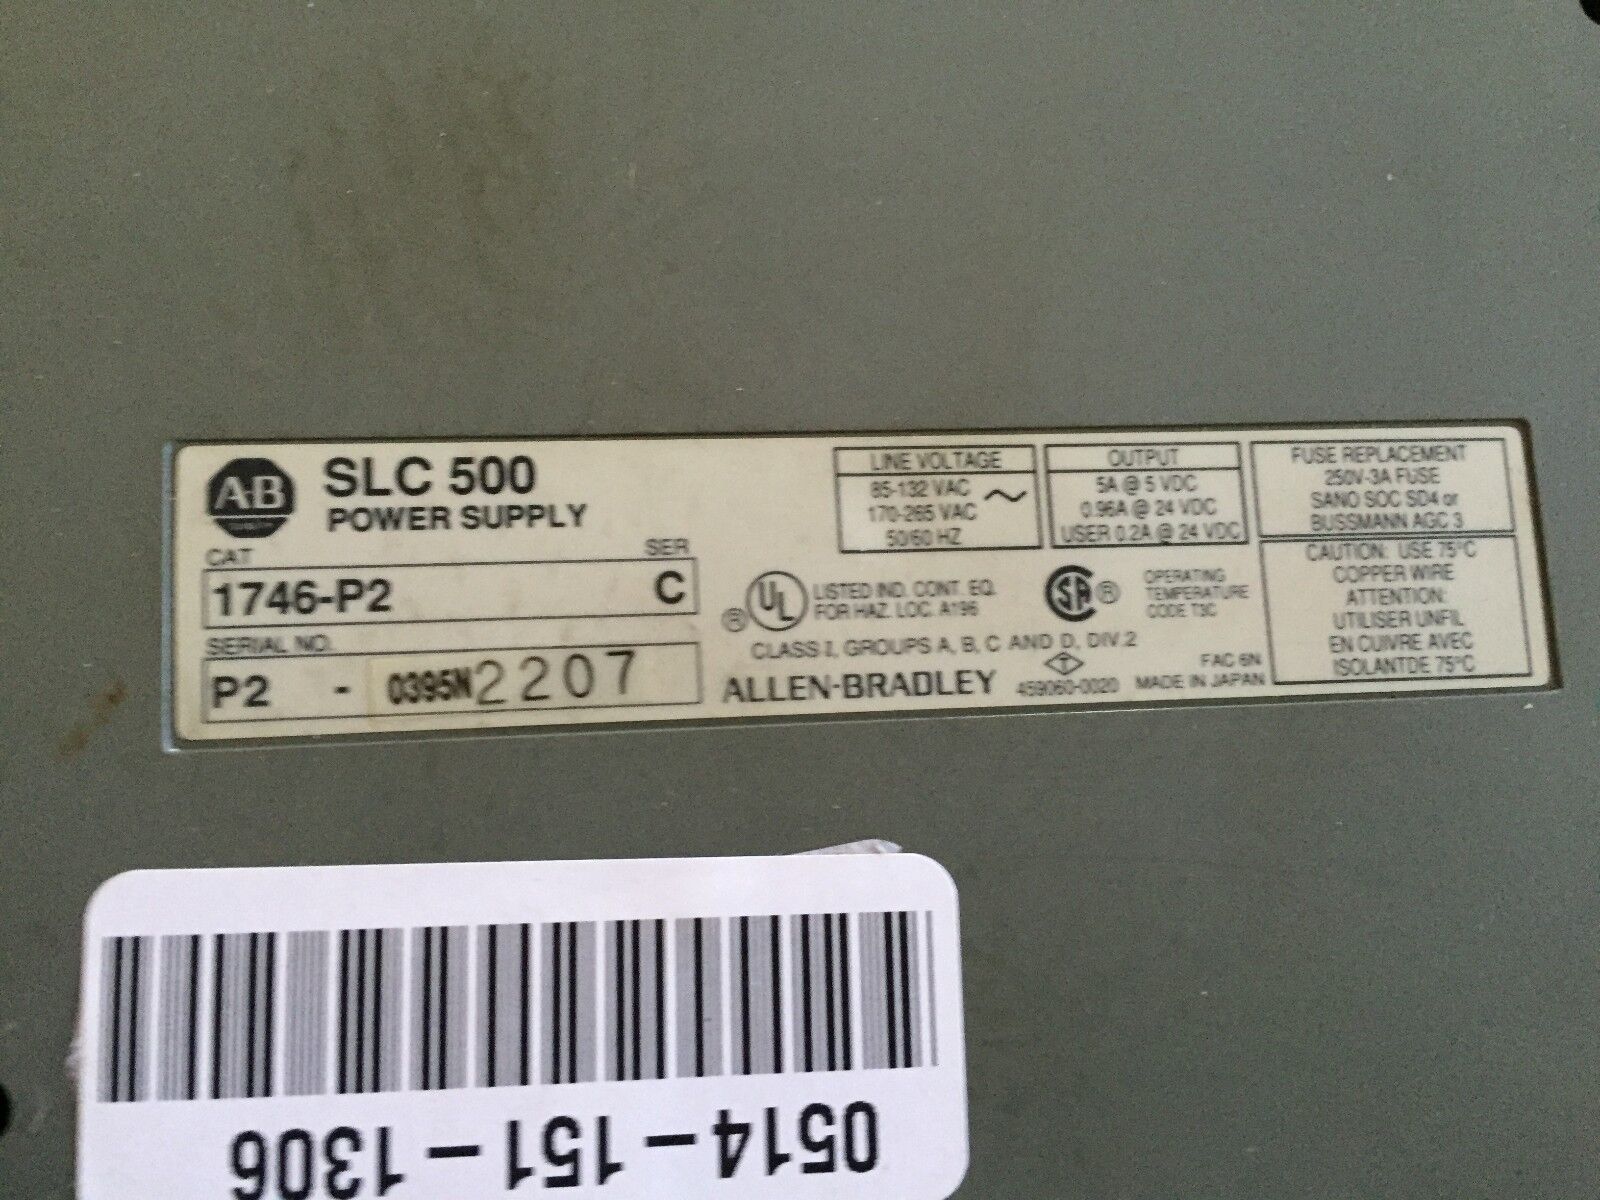 AB
SLC 500
POWER SUPPLY
CAT
SER
1746-P2
C
SERIAL NO.
P2 - 0395N2207
LINE VOLTAGE
85-132 VAC
170-265 VAC
50/60 HZ
OUTPUT
5A @ 5 VDC
0.96A @ 24 VDC
USER 0.2A @ 24 VDC
FUSE REPLACEMENT
250V-3A FUSE
SANO SOC SD4 or
BUSSMANN AGC 3
CAUTION: USE 75°C
COPPER WIRE
ATTENTION:
UTILISER UNFIL
EN CUIVRE AVEC
ISOLANTDE 75°C
® UL
LISTED IND. CONT. EQ.
FOR HAZ. LOC. A196
SA ®
OPERATING
TEMPERATURE
CODE T3C
CLASS I, GROUPS A, B, C AND D, DIV.2
T
FAC 6N
ALLEN-BRADLEY
459060-0020 MADE IN JAPAN
0514-151-1306